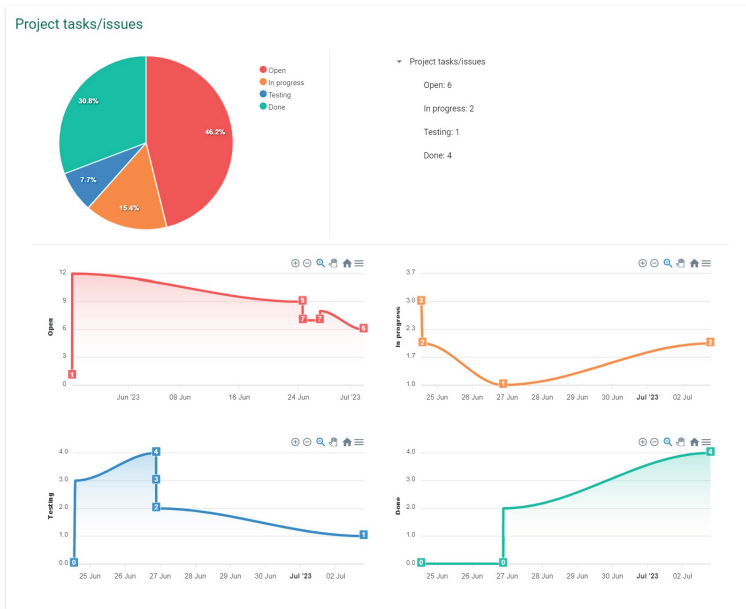 Project tasks/issues
Open
In progress
Testing
Done
30.8%
46.2%
7.7%
15.4%
Project tasks/issues
Open: 6
In progress: 2
Testing: 1
Done: 4
Open
12
9
6
3
0
1
9
7
7
6
Jun '23
08 Jun
16 Jun
24 Jun
Jul '23
In progress
3.7
3.0
2.3
1.7
1.0
3
2
1
2
25 Jun
26 Jun
27 Jun
28 Jun
29 Jun
30 Jun
Jul '23
02 Jul
Testing
4.0
3.0
2.0
1.0
0.0
0
4
3
2
1
25 Jun
26 Jun
27 Jun
28 Jun
29 Jun
30 Jun
Jul '23
02 Jul
Done
4.0
3.0
2.0
1.0
0.0
0
0
4
25 Jun
26 Jun
27 Jun
28 Jun
29 Jun
30 Jun
Jul '23
02 Jul